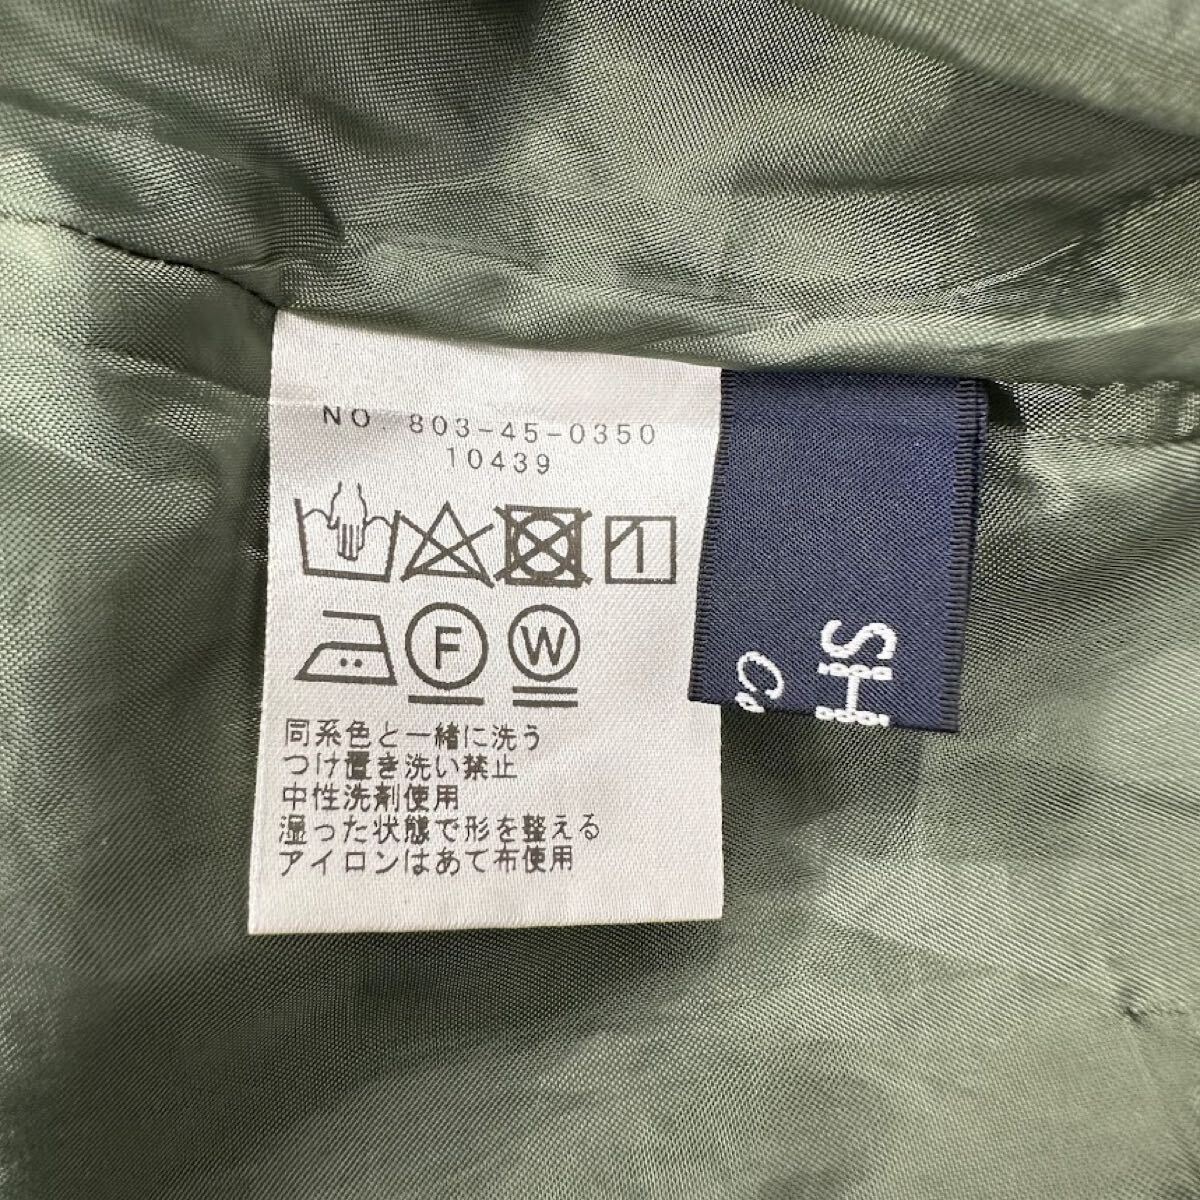 NO. 803-45-0350
10439
F W
同系色と一緒に洗う
つけ置き洗い禁止
中性洗剤使用
湿った状態で形を整える
アイロンはあて布使用
SH